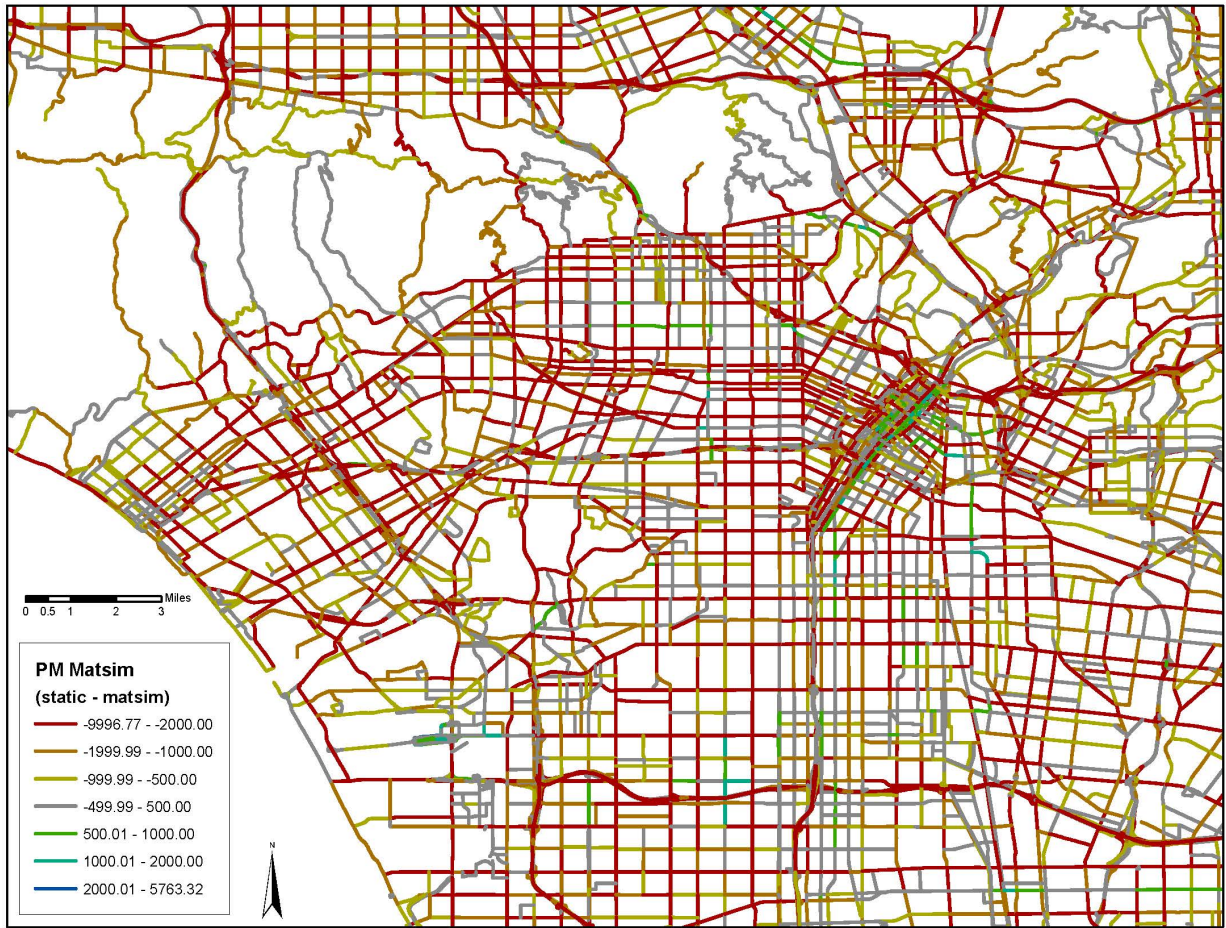 0 0.5 1 2 3 Miles
PM Matsim
(static - matsim)
-9996.77 - -2000.00
-1999.99 - -1000.00
-999.99 - -500.00
-499.99 - 500.00
500.01 - 1000.00
1000.01 - 2000.00
2000.01 - 5763.32
N